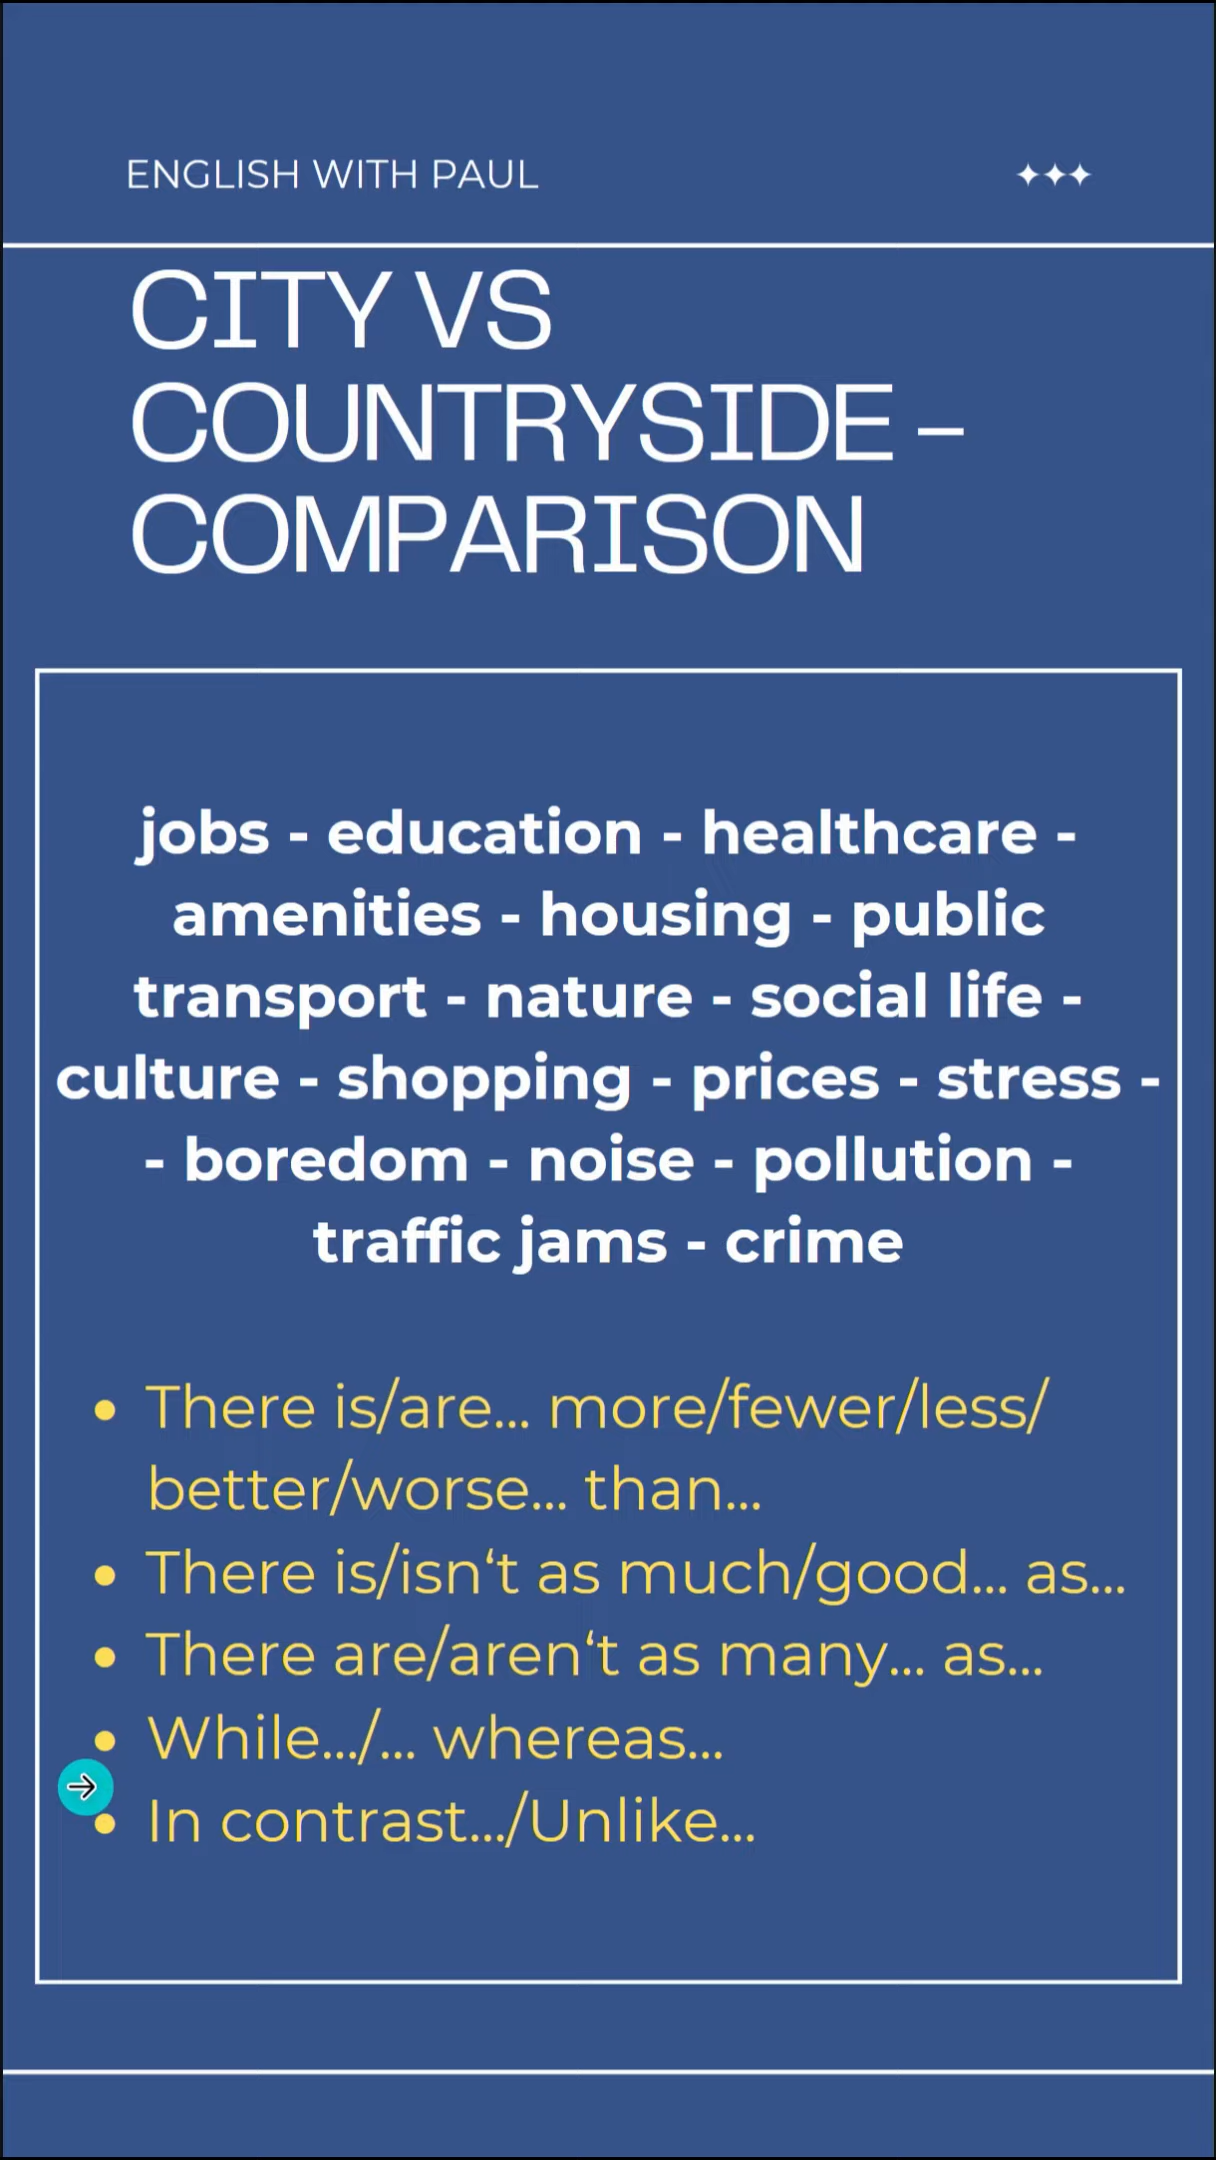 ENGLISH WITH PAUL
CITY VS
COUNTRYSIDE –
COMPARISON
jobs - education - healthcare -
amenities - housing - public
transport - nature - social life -
culture - shopping - prices - stress -
- boredom - noise - pollution -
traffic jams - crime
• There is/are... more/fewer/less/
better/worse... than...
• There is/isn‘t as much/good... as...
• There are/aren‘t as many... as...
• While.../... whereas...
• In contrast.../Unlike...